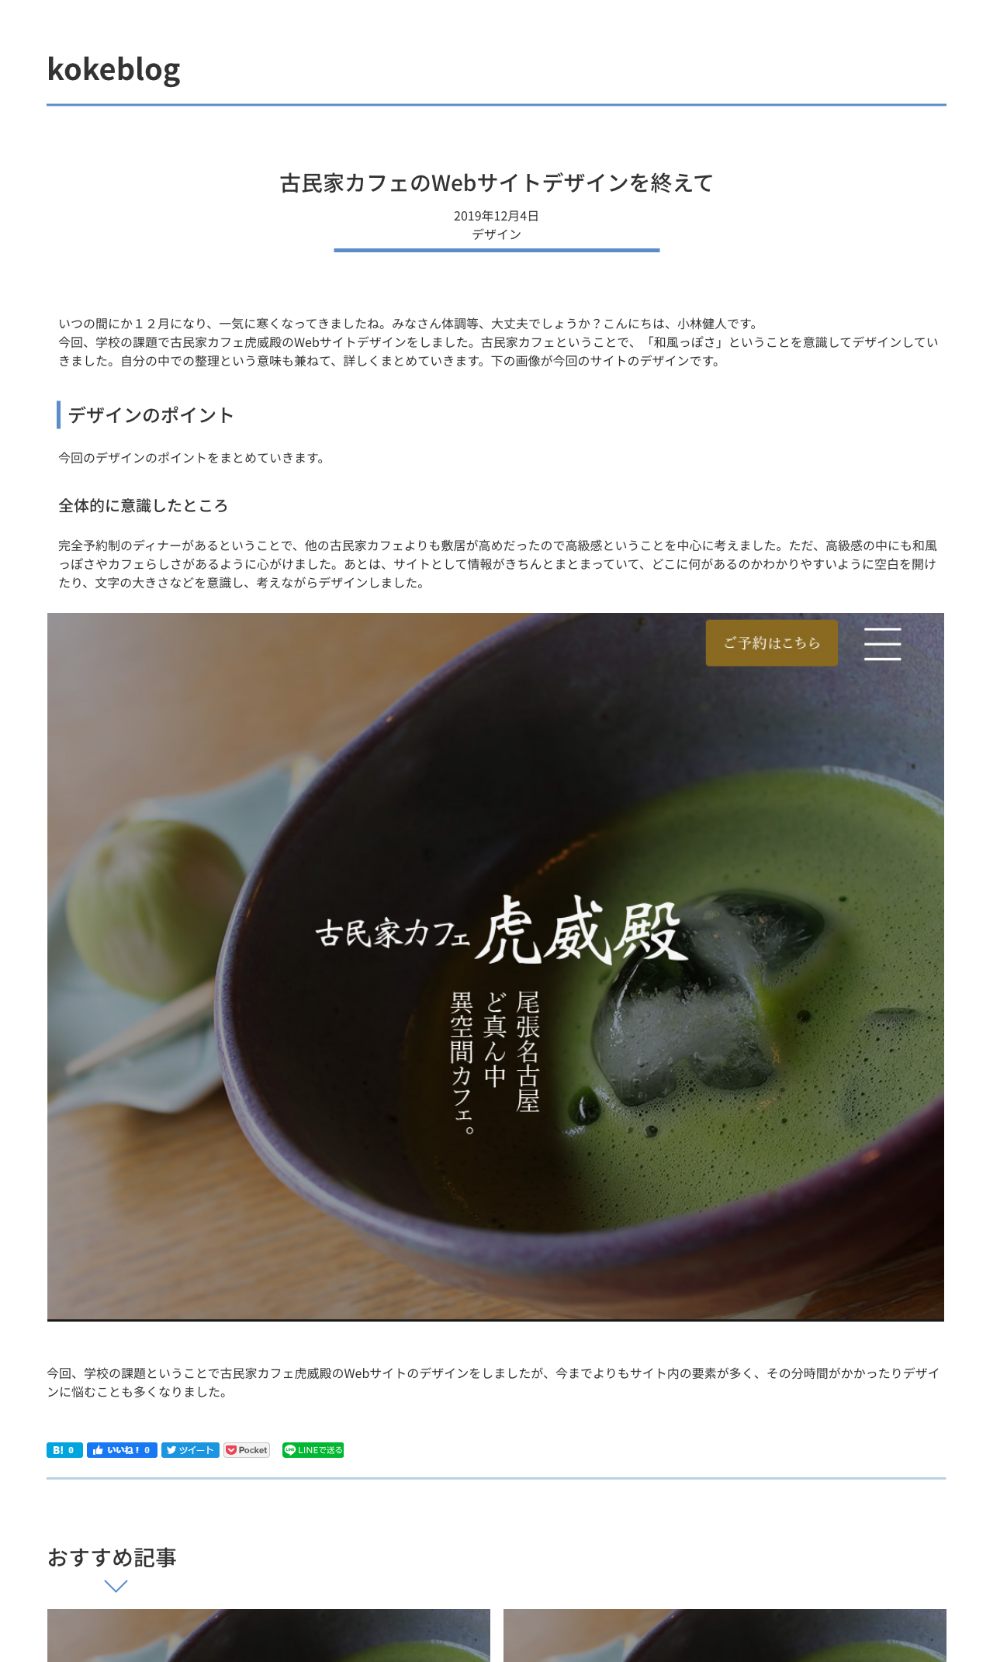 kokeblog
古民家カフェのWebサイトデザインを終えて
2019年12月4日
デザイン
いつの間にか１２月になり、一気に寒くなってきましたね。みなさん体調等、大丈夫でしょうか？こんにちは、小林健人です。
今回、学校の課題で古民家カフェ虎威殿のWebサイトデザインをしました。古民家カフェということで、「和風っぽさ」ということを意識してデザインしてい
きました。自分の中での整理という意味も兼ねて、詳しくまとめていきます。下の画像が今回のサイトのデザインです。
デザインのポイント
今回のデザインのポイントをまとめていきます。
全体的に意識したところ
完全予約制のディナーがあるということで、他の古民家カフェよりも敷居が高めだったので高級感ということを中心に考えました。ただ、高級感の中にも和風
っぽさやカフェらしさがあるように心がけました。あとは、サイトとして情報がきちんとまとまっていて、どこに何があるのかわかりやすいように空白を開け
たり、文字の大きさなどを意識し、考えながらデザインしました。
ご予約はこちら
古民家カフェ虎威殿
尾張名古屋
ど真ん中
異空間カフェ。
今回、学校の課題ということで古民家カフェ虎威殿のWebサイトのデザインをしましたが、今までよりもサイト内の要素が多く、その分時間がかかったりデザイ
ンに悩むことも多くなりました。
B! 0 いいね！ 0 ツイート Pocket LINEで送る
おすすめ記事